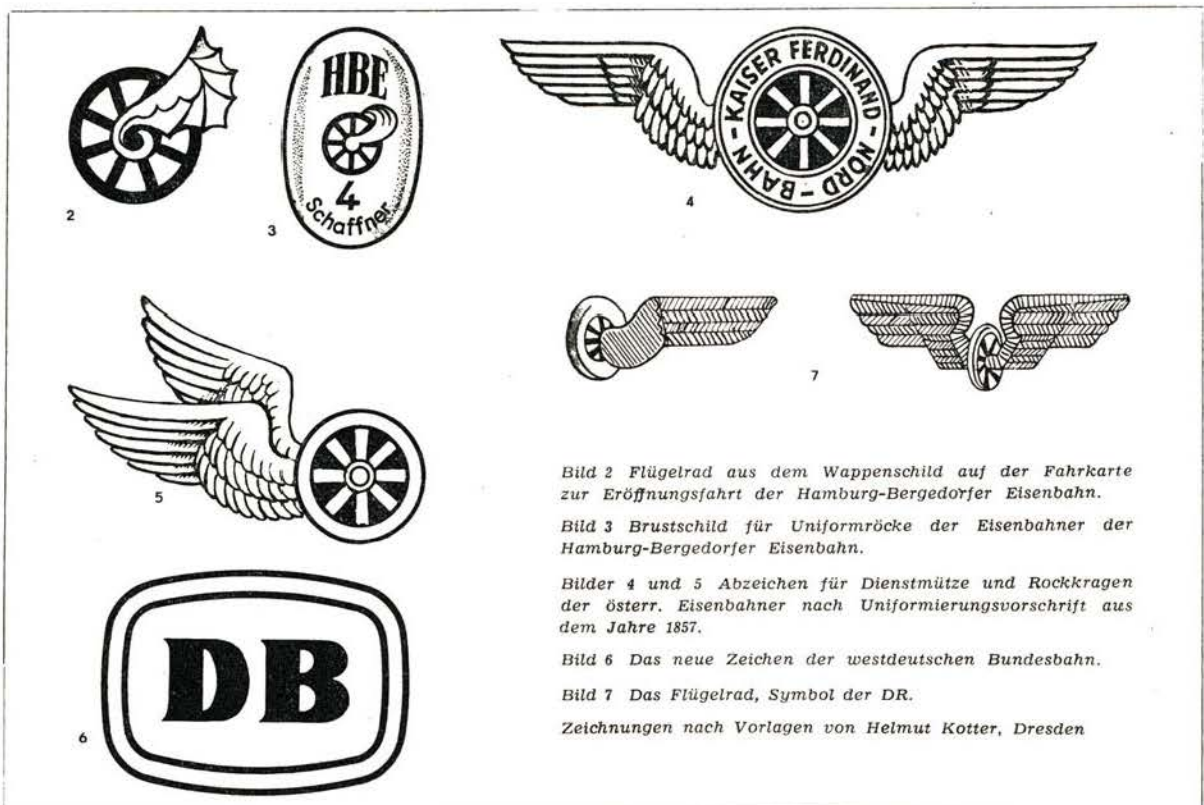 2
HBE
4
Schaffner
3
KAISER FERDINAND - NORD - BAHN -
4
5
7
DB
6
Bild 2 Flügelrad aus dem Wappenschild auf der Fahrkarte
zur Eröffnungsfahrt der Hamburg-Bergedorfer Eisenbahn.
Bild 3 Brustschild für Uniformröcke der Eisenbahner der
Hamburg-Bergedorfer Eisenbahn.
Bilder 4 und 5 Abzeichen für Dienstmütze und Rockkragen
der österr. Eisenbahner nach Uniformierungsvorschrift aus
dem Jahre 1857.
Bild 6 Das neue Zeichen der westdeutschen Bundesbahn.
Bild 7 Das Flügelrad, Symbol der DR.
Zeichnungen nach Vorlagen von Helmut Kotter, Dresden